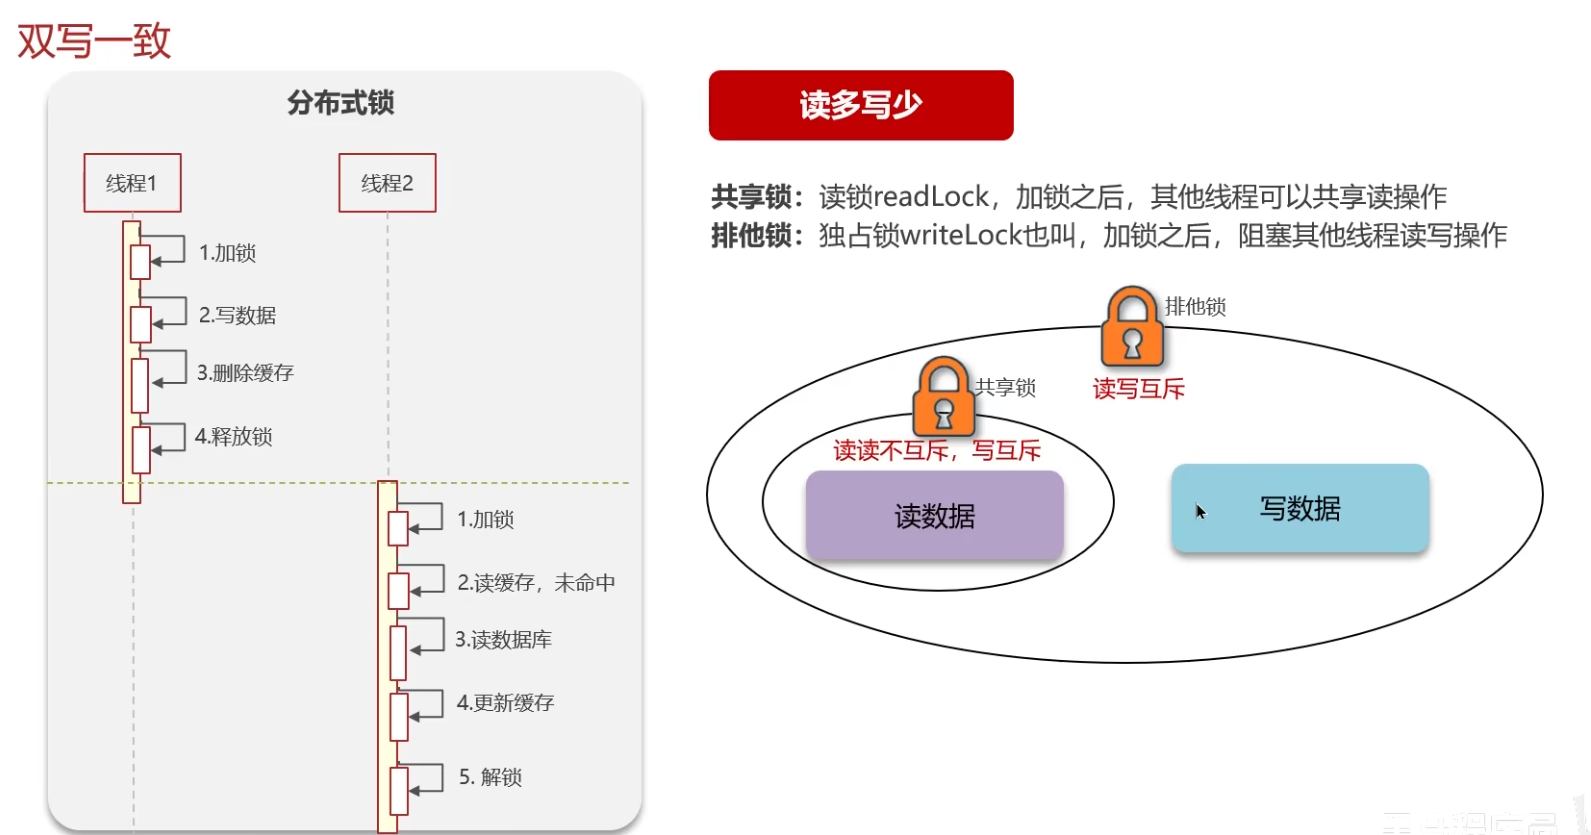 双写一致
分布式锁
线程1
线程2
1.加锁
2.写数据
3.删除缓存
4.释放锁
1.加锁
2.读缓存，未命中
3.读数据库
4.更新缓存
5. 解锁
读多写少
共享锁：读锁readLock，加锁之后，其他线程可以共享读操作
排他锁：独占锁writeLock也叫，加锁之后，阻塞其他线程读写操作
排他锁
读写互斥
共享锁
读读不互斥，写互斥
读数据
写数据